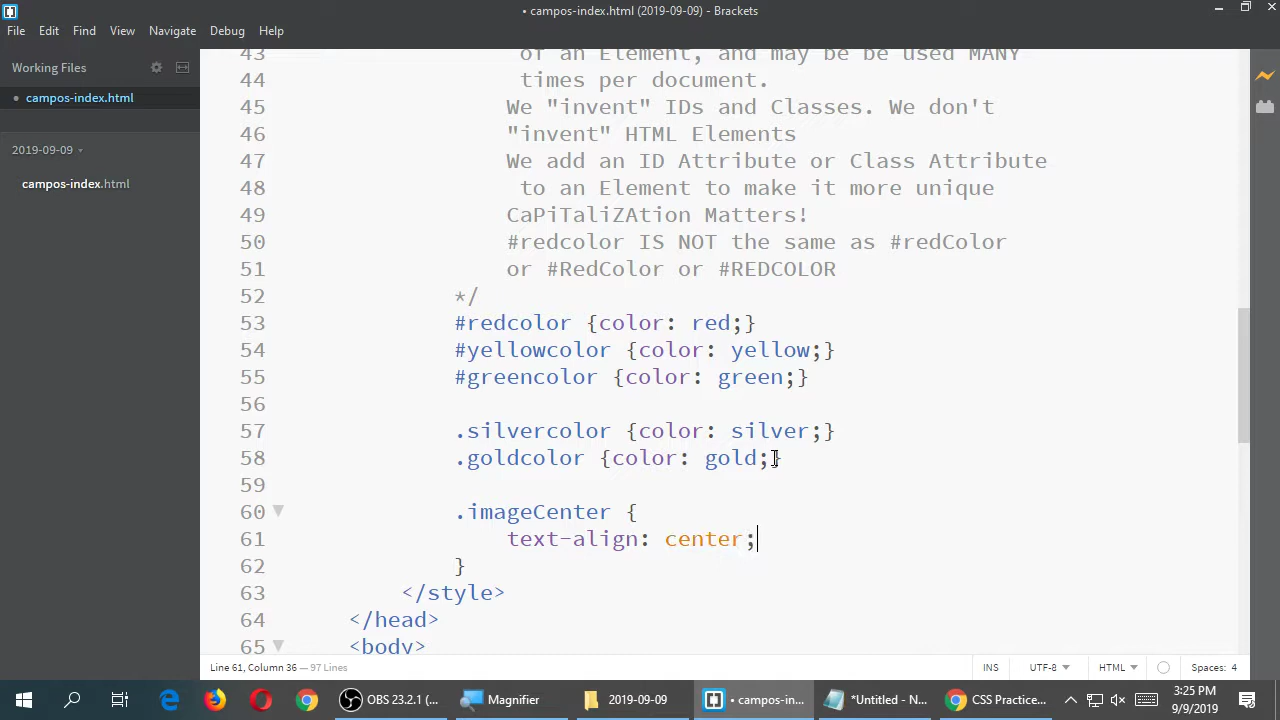 • campos-index.html (2019-09-09) - Brackets
File Edit Find View Navigate Debug Help
Working Files
• campos-index.html
2019-09-09
campos-index.html
43 of an Element, and may be be used MANY
44 times per document.
45 We "invent" IDs and Classes. We don't
46 "invent" HTML Elements
47 We add an ID Attribute or Class Attribute
48 to an Element to make it more unique
49 CaPiTaliZAtion Matters!
50 #redcolor IS NOT the same as #redColor
51 or #RedColor or #REDCOLOR
52 */
53 #redcolor {color: red;}
54 #yellowcolor {color: yellow;}
55 #greencolor {color: green;}
56
57 .silvercolor {color: silver;}
58 .goldcolor {color: gold;}
59
60 .imageCenter {
61 text-align: center;
62 }
63 </style>
64 </head>
65 <body>
Line 61, Column 36 — 97 Lines INS UTF-8 HTML Spaces: 4
OBS 23.2.1 (... Magnifier 2019-09-09 • campos-in... *Untitled - N... CSS Practice... 3:25 PM
9/9/2019